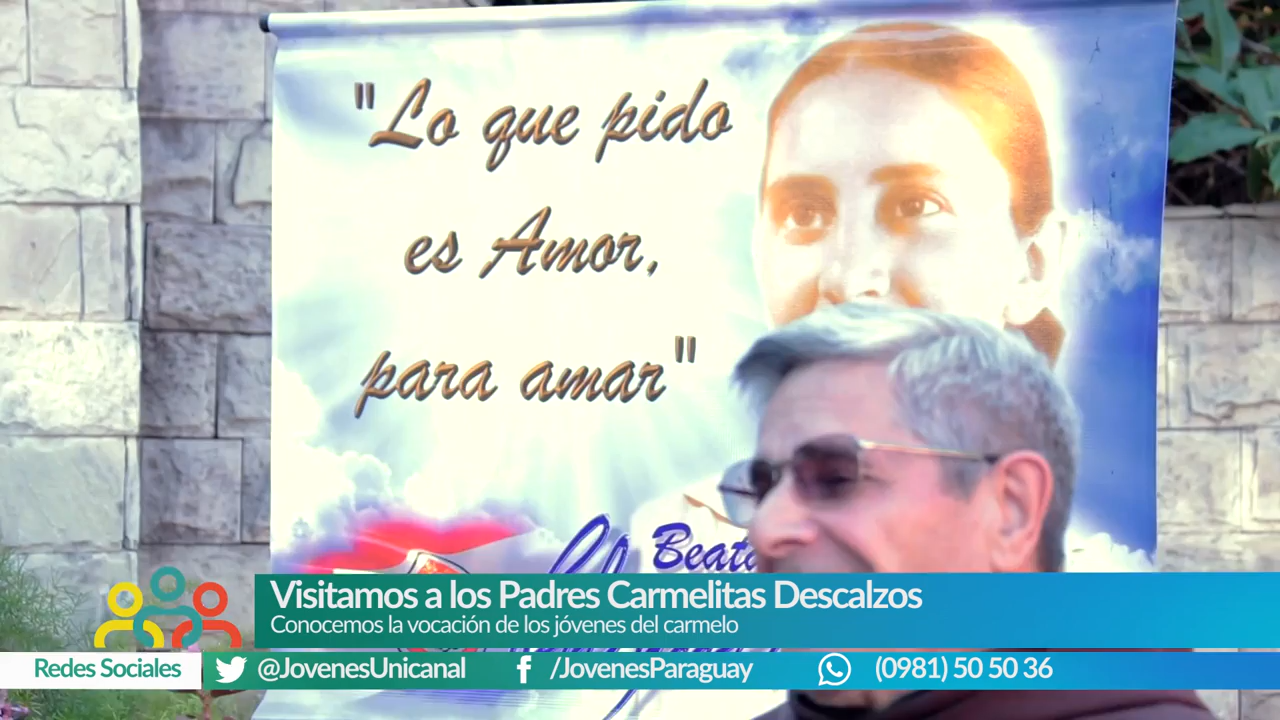 "Lo que pido
es Amor,
para amar"
Visitamos a los Padres Carmelitas Descalzos
Conocemos la vocación de los jóvenes del carmelo
Redes Sociales
@JovenesUnicanal
/JovenesParaguay
(0981) 50 50 36